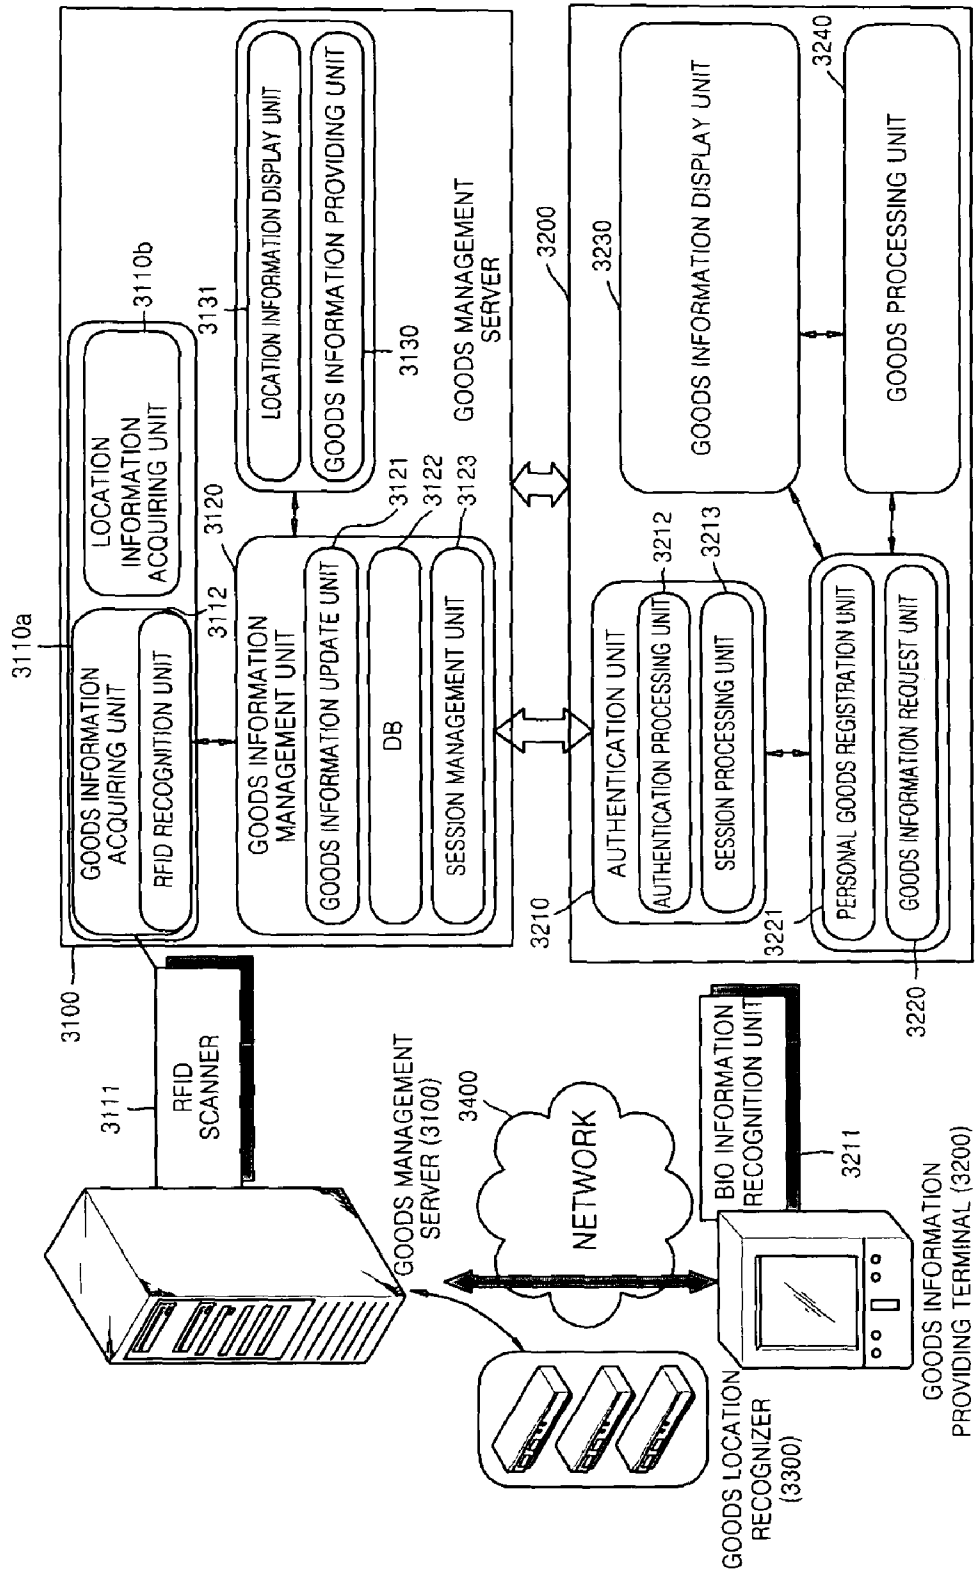 3110a
GOODS INFORMATION
ACQUIRING UNIT
RFID RECOGNITION UNIT
3112
LOCATION
INFORMATION
ACQUIRING UNIT
3110b
3100
3111
RFID
SCANNER
3120
GOODS INFORMATION
MANAGEMENT UNIT
GOODS INFORMATION UPDATE UNIT
3121
DB
3122
SESSION MANAGEMENT UNIT
3123
3131
LOCATION INFORMATION DISPLAY UNIT
GOODS INFORMATION PROVIDING UNIT
3130
GOODS MANAGEMENT
SERVER
GOODS MANAGEMENT
SERVER (3100)
3400
NETWORK
GOODS LOCATION
RECOGNIZER
(3300)
BIO INFORMATION
RECOGNITION UNIT
3211
GOODS INFORMATION
PROVIDING TERMINAL (3200)
3200
3210
AUTHENTICATION UNIT
AUTHENTICATION PROCESSING UNIT
3212
SESSION PROCESSING UNIT
3213
3221
PERSONAL GOODS REGISTRATION UNIT
GOODS INFORMATION REQUEST UNIT
3220
3230
GOODS INFORMATION DISPLAY UNIT
3240
GOODS PROCESSING UNIT